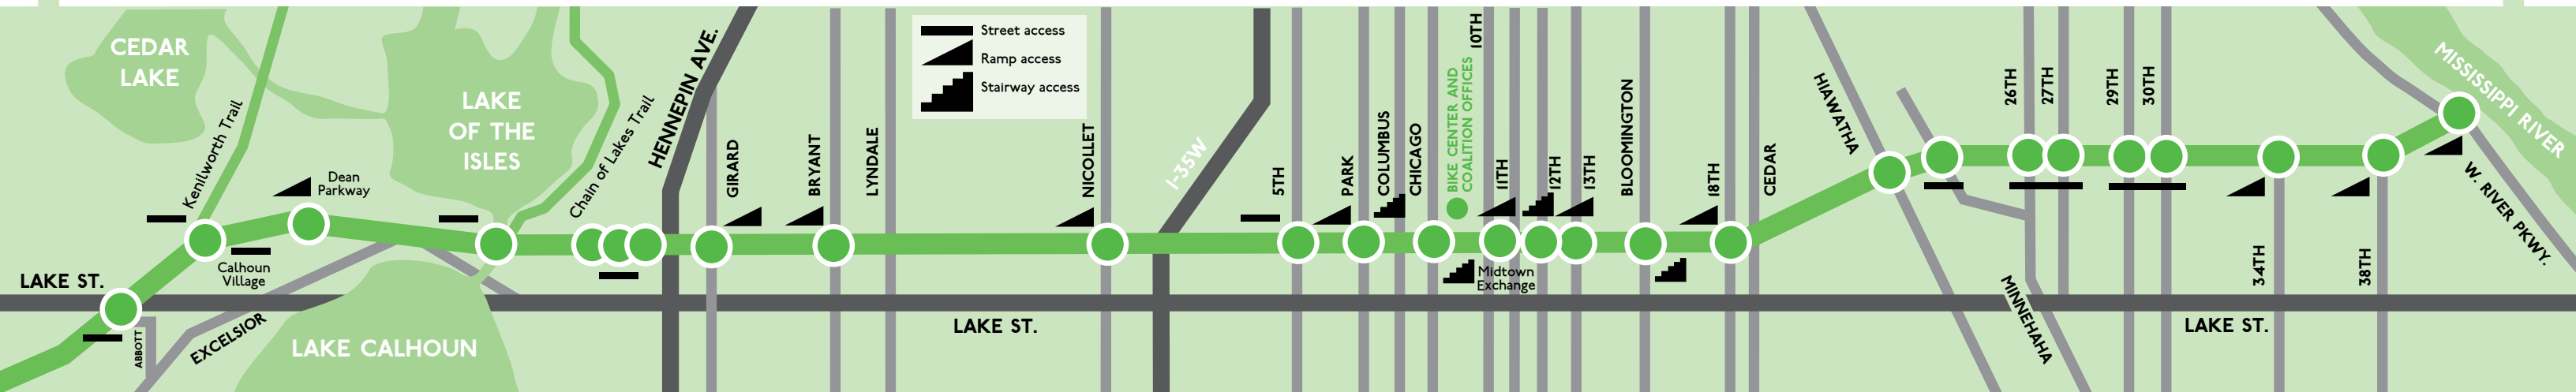 CEDAR
LAKE
Kenilworth Trail
LAKE
OF THE
ISLES
Dean
Parkway
Calhoun
Village
LAKE ST.
ABBOTT
EXCELSIOR
LAKE CALHOUN
Chain of Lakes Trail
HENNEPIN AVE.
GIRARD
BRYANT
LYNDALE
Street access
Ramp access
Stairway access
NICOLLET
LAKE ST.
I-35W
5TH
PARK
COLUMBUS
CHICAGO
BIKE CENTER AND
COALITION OFFICES
10TH
11TH
Midtown
Exchange
12TH
13TH
BLOOMINGTON
18TH
CEDAR
HIAWATHA
MINNEHAHA
26TH
27TH
29TH
30TH
34TH
38TH
LAKE ST.
MISSISSIPPI RIVER
W. RIVER PKWY.